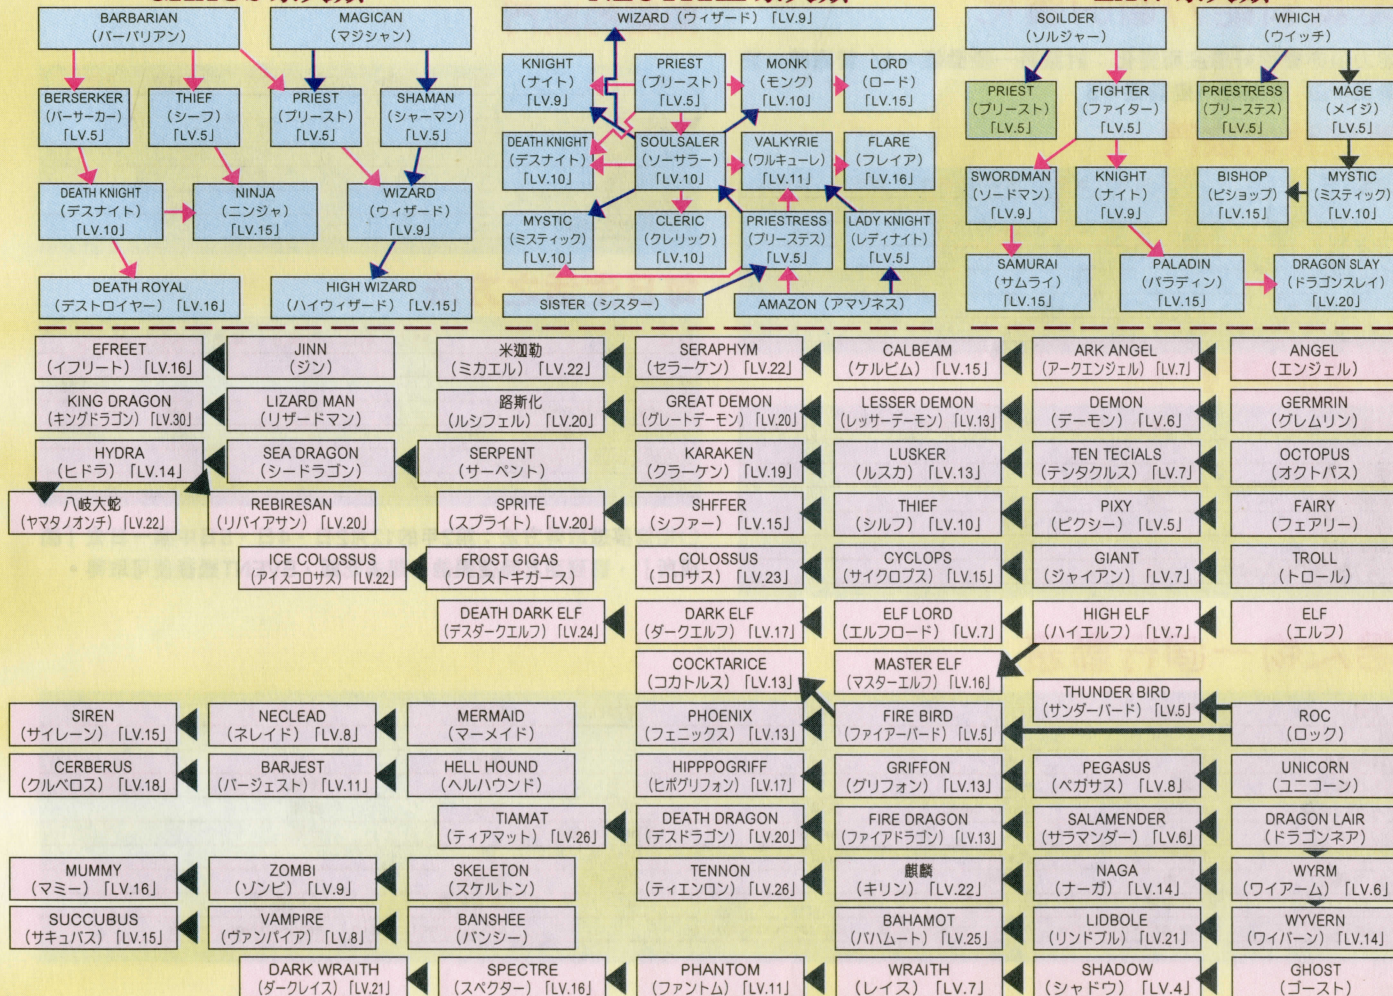 BARBARIAN
(バーバリアン)
MAGICAN
(マジシャン)
BERSERKER
(バーサーカー)
「LV.5」
THIEF
(シーフ)
「LV.5」
PRIEST
(プリースト)
「LV.5」
SHAMAN
(シャーマン)
「LV.5」
DEATH KNIGHT
(デスナイト)
「LV.10」
NINJA
(ニンジャ)
「LV.15」
WIZARD
(ウィザード)
「LV.9」
DEATH ROYAL
(デストロイヤー)「LV.16」
HIGH WIZARD
(ハイウィザード)「LV.15」
WIZARD(ウィザード)「LV.9」
KNIGHT
(ナイト)
「LV.9」
PRIEST
(プリースト)
「LV.5」
MONK
(モンク)
「LV.10」
LORD
(ロード)
「LV.15」
DEATH KNIGHT
(デスナイト)
「LV.10」
SOULSALER
(ソーサラー)
「LV.10」
VALKYRIE
(ワルキューレ)
「LV.11」
FLARE
(フレイア)
「LV.16」
MYSTIC
(ミスティック)
「LV.10」
CLERIC
(クレリック)
「LV.10」
PRIESTRESS
(プリーステス)
「LV.5」
LADY KNIGHT
(レディナイト)
「LV.5」
SISTER(シスター)
AMAZON(アマゾネス)
SOILDER
(ソルジャー)
WHICH
(ウイッチ)
PRIEST
(プリースト)
「LV.5」
FIGHTER
(ファイター)
「LV.5」
PRIESTRESS
(プリーステス)
「LV.5」
MAGE
(メイジ)
「LV.5」
SWORDMAN
(ソードマン)
「LV.9」
KNIGHT
(ナイト)
「LV.9」
BISHOP
(ビショップ)
「LV.15」
MYSTIC
(ミスティック)
「LV.10」
SAMURAI
(サムライ)
「LV.15」
PALADIN
(パラディン)
「LV.15」
DRAGON SLAY
(ドラゴンスレイ)
「LV.20」
EFREET
(イフリート)「LV.16」
JINN
(ジン)
米迦勒
(ミカエル)「LV.22」
SERAPHYM
(セラーケン)「LV.22」
CALBEAM
(ケルビム)「LV.15」
ARK ANGEL
(アークエンジェル)「LV.7」
ANGEL
(エンジェル)
KING DRAGON
(キングドラゴン)「LV.30」
LIZARD MAN
(リザードマン)
路斯化
(ルシフェル)「LV.20」
GREAT DEMON
(グレートデーモン)「LV.20」
LESSER DEMON
(レッサーデーモン)「LV.13」
DEMON
(デーモン)「LV.6」
GERMRIN
(グレムリン)
HYDRA
(ヒドラ)「LV.14」
SEA DRAGON
(シードラゴン)
SERPENT
(サーペント)
KARAKEN
(クラーケン)「LV.19」
LUSKER
(ルスカ)「LV.13」
TEN TECIALS
(テンタクルス)「LV.7」
OCTOPUS
(オクトパス)
八岐大蛇
(ヤマタノオンチ)「LV.22」
REBIRESAN
(リバイアサン)「LV.20」
SPRITE
(スプライト)「LV.20」
SHFFER
(シファー)「LV.15」
THIEF
(シルフ)「LV.10」
PIXY
(ピクシー)「LV.5」
FAIRY
(フェアリー)
ICE COLOSSUS
(アイスコロサス)「LV.22」
FROST GIGAS
(フロストギガース)
COLOSSUS
(コロサス)「LV.23」
CYCLOPS
(サイクロプス)「LV.15」
GIANT
(ジャイアン)「LV.7」
TROLL
(トロール)
DEATH DARK ELF
(デスダークエルフ)「LV.24」
DARK ELF
(ダークエルフ)「LV.17」
ELF LORD
(エルフロード)「LV.7」
HIGH ELF
(ハイエルフ)「LV.7」
ELF
(エルフ)
COCKTARICE
(コカトルス)「LV.13」
MASTER ELF
(マスターエルフ)「LV.16」
THUNDER BIRD
(サンダーバード)「LV.5」
SIREN
(サイレーン)「LV.15」
NECLEAD
(ネレイド)「LV.8」
MERMAID
(マーメイド)
PHOENIX
(フェニックス)「LV.13」
FIRE BIRD
(ファイアーバード)「LV.5」
ROC
(ロック)
CERBERUS
(クルベロス)「LV.18」
BARJEST
(バージェスト)「LV.11」
HELL HOUND
(ヘルハウンド)
HIPPPOGRIFF
(ヒポグリフォン)「LV.17」
GRIFFON
(グリフォン)「LV.13」
PEGASUS
(ペガサス)「LV.8」
UNICORN
(ユニコーン)
TIAMAT
(ティアマット)「LV.26」
DEATH DRAGON
(デスドラゴン)「LV.20」
FIRE DRAGON
(ファイアドラゴン)「LV.13」
SALAMENDER
(サラマンダー)「LV.6」
DRAGON LAIR
(ドラゴンネア)
MUMMY
(マミー)「LV.16」
ZOMBI
(ゾンビ)「LV.9」
SKELETON
(スケルトン)
TENNON
(ティエンロン)「LV.26」
麒麟
(キリン)「LV.22」
NAGA
(ナーガ)「LV.14」
WYRM
(ワイアーム)「LV.6」
SUCCUBUS
(サキュバス)「LV.15」
VAMPIRE
(ヴァンパイア)「LV.8」
BANSHEE
(バンシー)
BAHAMOT
(バハムート)「LV.25」
LIDBOLE
(リンドブル)「LV.21」
WYVERN
(ワイバーン)「LV.14」
DARK WRAITH
(ダークレイス)「LV.21」
SPECTRE
(スペクター)「LV.16」
PHANTOM
(ファントム)「LV.11」
WRAITH
(レイス)「LV.7」
SHADOW
(シャドウ)「LV.4」
GHOST
(ゴースト)